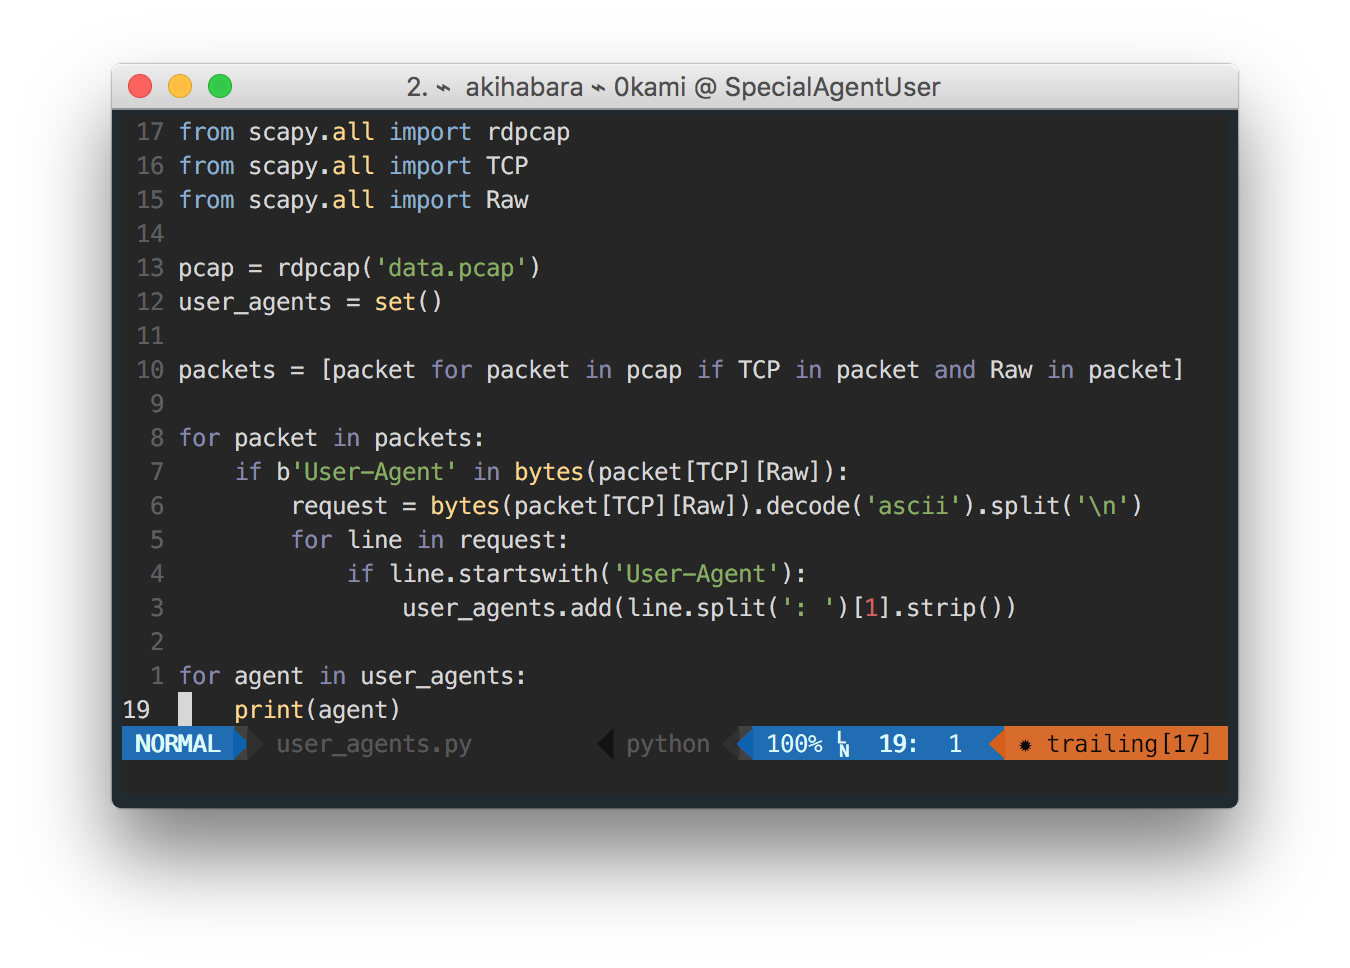 2. ⌁ akihabara ⌁ 0kami @ SpecialAgentUser
17 from scapy.all import rdpcap
16 from scapy.all import TCP
15 from scapy.all import Raw
14
13 pcap = rdpcap('data.pcap')
12 user_agents = set()
11
10 packets = [packet for packet in pcap if TCP in packet and Raw in packet]
9
8 for packet in packets:
7     if b'User-Agent' in bytes(packet[TCP][Raw]):
6         request = bytes(packet[TCP][Raw]).decode('ascii').split('\n')
5         for line in request:
4             if line.startswith('User-Agent'):
3                 user_agents.add(line.split(': ')[1].strip())
2
1 for agent in user_agents:
19     print(agent)
NORMAL user_agents.py python 100% ␤ 19: 1 ✹ trailing[17]